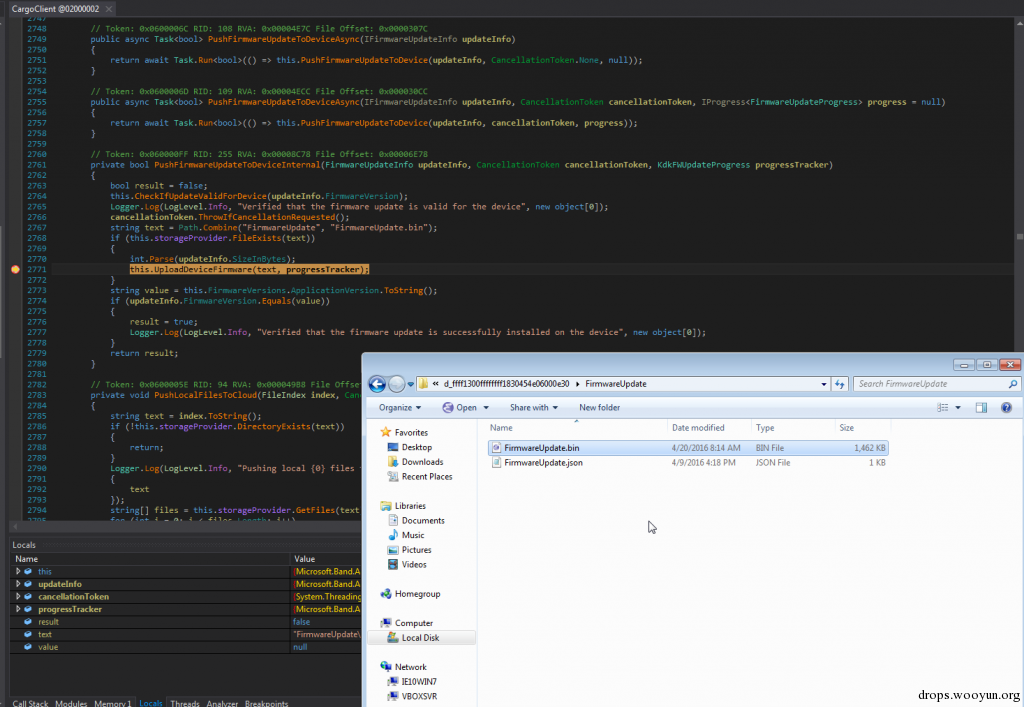 CargoClient @02000002
2747
2748 // Token: 0x0600006C RID: 108 RVA: 0x00004E7C File Offset: 0x0000307C
2749 public async Task<bool> PushFirmwareUpdateToDeviceAsync(IFirmwareUpdateInfo updateInfo)
2750 {
2751 return await Task.Run<bool>(() => this.PushFirmwareUpdateToDevice(updateInfo, CancellationToken.None, null));
2752 }
2753
2754 // Token: 0x0600006D RID: 109 RVA: 0x00004ECC File Offset: 0x000030CC
2755 public async Task<bool> PushFirmwareUpdateToDeviceAsync(IFirmwareUpdateInfo updateInfo, CancellationToken cancellationToken, IProgress<FirmwareUpdateProgress> progress = null)
2756 {
2757 return await Task.Run<bool>(() => this.PushFirmwareUpdateToDevice(updateInfo, cancellationToken, progress));
2758 }
2759
2760 // Token: 0x060000FF RID: 255 RVA: 0x00008C78 File Offset: 0x00006E78
2761 private bool PushFirmwareUpdateToDeviceInternal(FirmwareUpdateInfo updateInfo, CancellationToken cancellationToken, KdkFWUpdateProgress progressTracker)
2762 {
2763 bool result = false;
2764 this.CheckIfUpdateValidForDevice(updateInfo.FirmwareVersion);
2765 Logger.Log(LogLevel.Info, "Verified that the firmware update is valid for the device", new object[0]);
2766 cancellationToken.ThrowIfCancellationRequested();
2767 string text = Path.Combine("FirmwareUpdate", "FirmwareUpdate.bin");
2768 if (this.storageProvider.FileExists(text))
2769 {
2770 int.Parse(updateInfo.SizeInBytes);
2771 this.UploadDeviceFirmware(text, progressTracker);
2772 }
2773 string value = this.FirmwareVersions.ApplicationVersion.ToString();
2774 if (updateInfo.FirmwareVersion.Equals(value))
2775 {
2776 result = true;
2777 Logger.Log(LogLevel.Info, "Verified that the firmware update is successfully installed on the device", new object[0]);
2778 }
2779 return result;
2780 }
2781
2782 // Token: 0x0600005E RID: 94 RVA: 0x000049B8 File Offse
2783 private void PushLocalFilesToCloud(FileIndex index, Can
2784 {
2785 string text = index.ToString();
2786 if (!this.storageProvider.DirectoryExists(text))
2787 {
2788 return;
2789 }
2790 Logger.Log(LogLevel.Info, "Pushing local {0} files
2791 {
2792 text
2793 });
2794 string[] files = this.storageProvider.GetFiles(text
2795 for (int i = 0; i < files.Length; i++)
Locals
Name Value
this Microsoft.Band.A
updateInfo Microsoft.Band.A
cancellationToken System.Threading
progressTracker Microsoft.Band.A
result false
text "FirmwareUpdate\
value null
Call Stack Modules Memory 1 Locals Threads Analyzer Breakpoints
« d_ffff1300ffffffff1830454e06000e30 FirmwareUpdate
Search FirmwareUpdate
Organize Open Share with New folder
Name Date modified Type Size
FirmwareUpdate.bin 4/20/2016 8:14 AM BIN File 1,462 KB
FirmwareUpdate.json 4/9/2016 4:18 PM JSON File 1 KB
Favorites
Desktop
Downloads
Recent Places
Libraries
Documents
Music
Pictures
Videos
Homegroup
Computer
Local Disk
Network
IE10WIN7
VBOXSVR
drops.wooyun.org